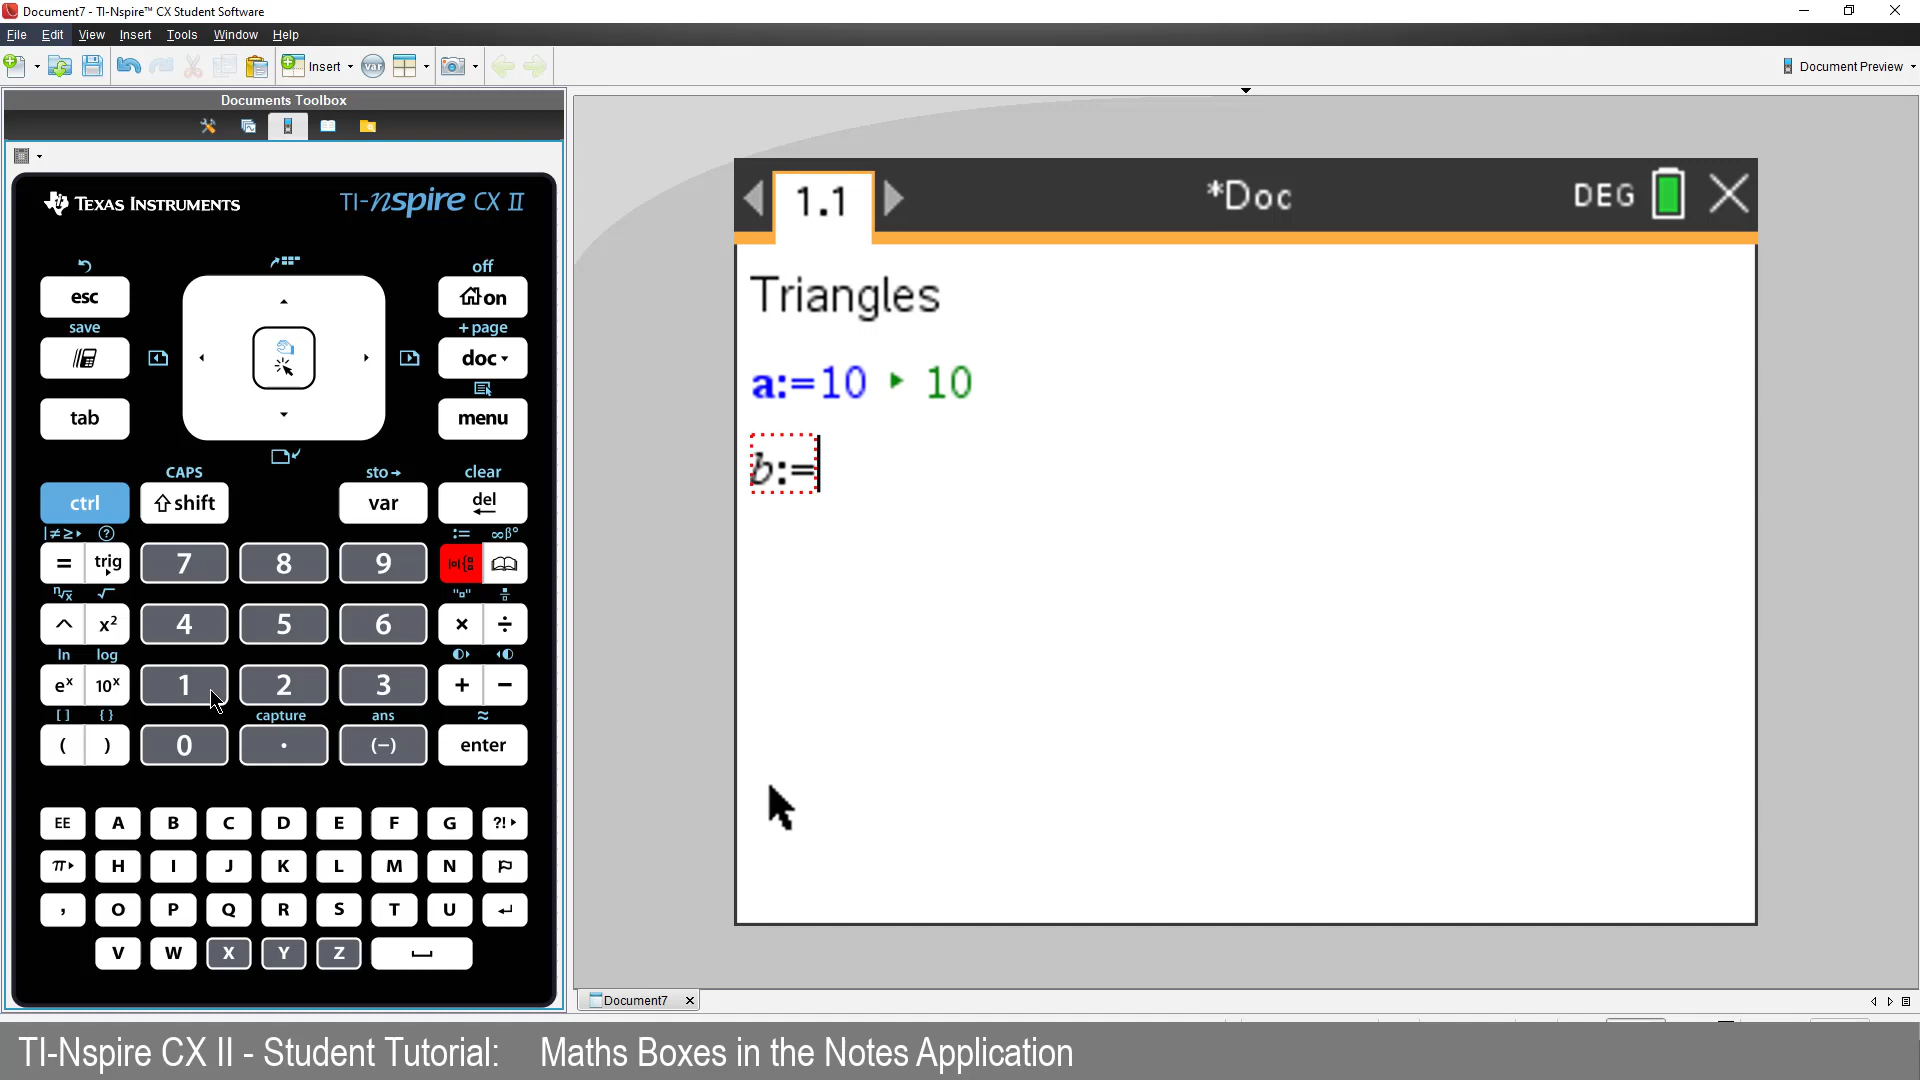 Document7 - TI-Nspire™ CX Student Software
File Edit View Insert Tools Window Help
Insert var Document Preview
Documents Toolbox
TEXAS INSTRUMENTS TI-nspire CX II
off
esc on
save + page
doc
tab menu
CAPS sto→ clear
ctrl ⇧shift var del
|≠≥▸ ? := ∞β°
= trig 7 8 9
ⁿ√x √ "▫"
^ x² 4 5 6 × ÷
ln log
eˣ 10ˣ 1 2 3 + −
[ ] { } capture ans ≈
( ) 0 . (−) enter
EE A B C D E F G ?!▸
π▸ H I J K L M N
, O P Q R S T U
V W X Y Z
1.1 *Doc DEG
Triangles
a:=10 ▸ 10
b:=
Document7
TI-Nspire CX II - Student Tutorial: Maths Boxes in the Notes Application